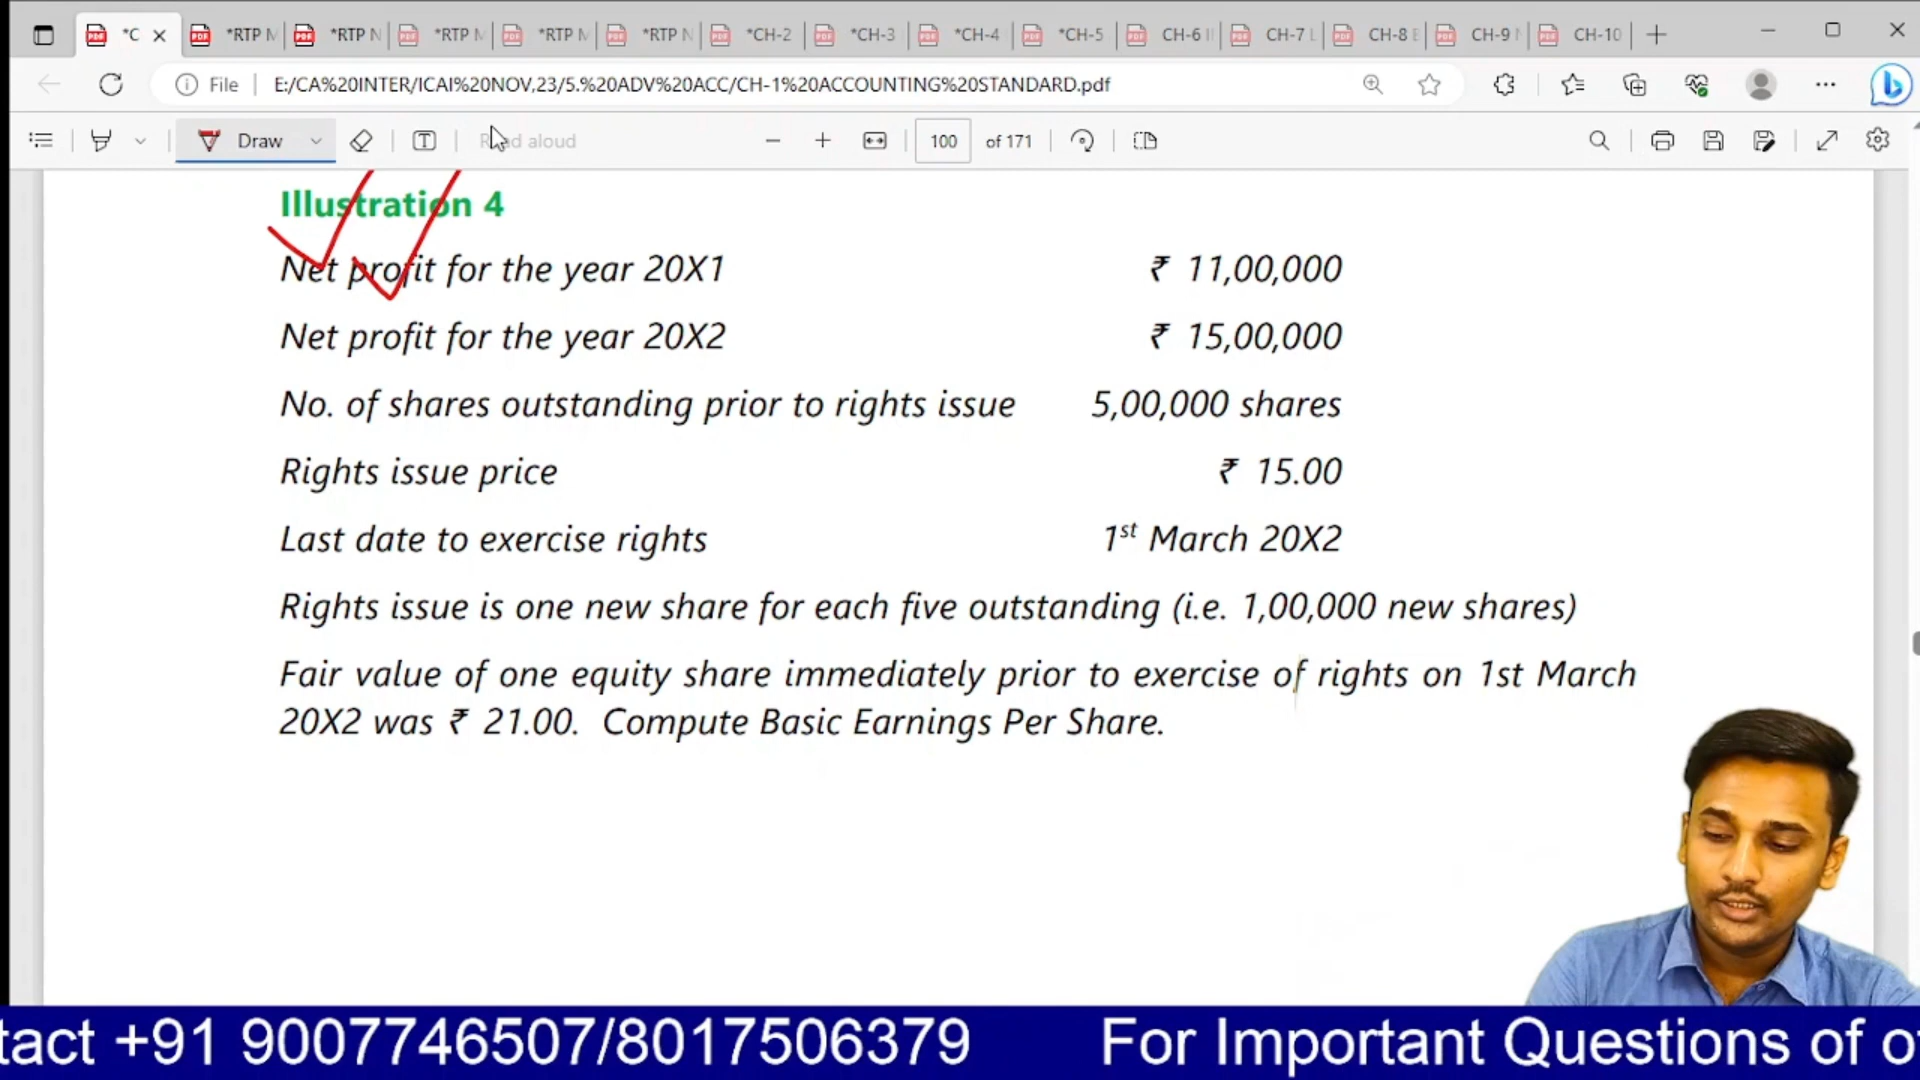 *C
*RTP M
*RTP N
*RTP M
*RTP M
*RTP N
*CH-2
*CH-3
*CH-4
*CH-5
CH-6 I
CH-7 L
CH-8 E
CH-9
CH-10
File E:/CA%20INTER/ICAI%20NOV,23/5.%20ADV%20ACC/CH-1%20ACCOUNTING%20STANDARD.pdf
Draw
aloud
100 of 171
Illustration 4
Net profit for the year 20X1 ₹ 11,00,000
Net profit for the year 20X2 ₹ 15,00,000
No. of shares outstanding prior to rights issue 5,00,000 shares
Rights issue price ₹ 15.00
Last date to exercise rights 1st March 20X2
Rights issue is one new share for each five outstanding (i.e. 1,00,000 new shares)
Fair value of one equity share immediately prior to exercise of rights on 1st March
20X2 was ₹ 21.00. Compute Basic Earnings Per Share.
tact +91 9007746507/8017506379 For Important Questions of o